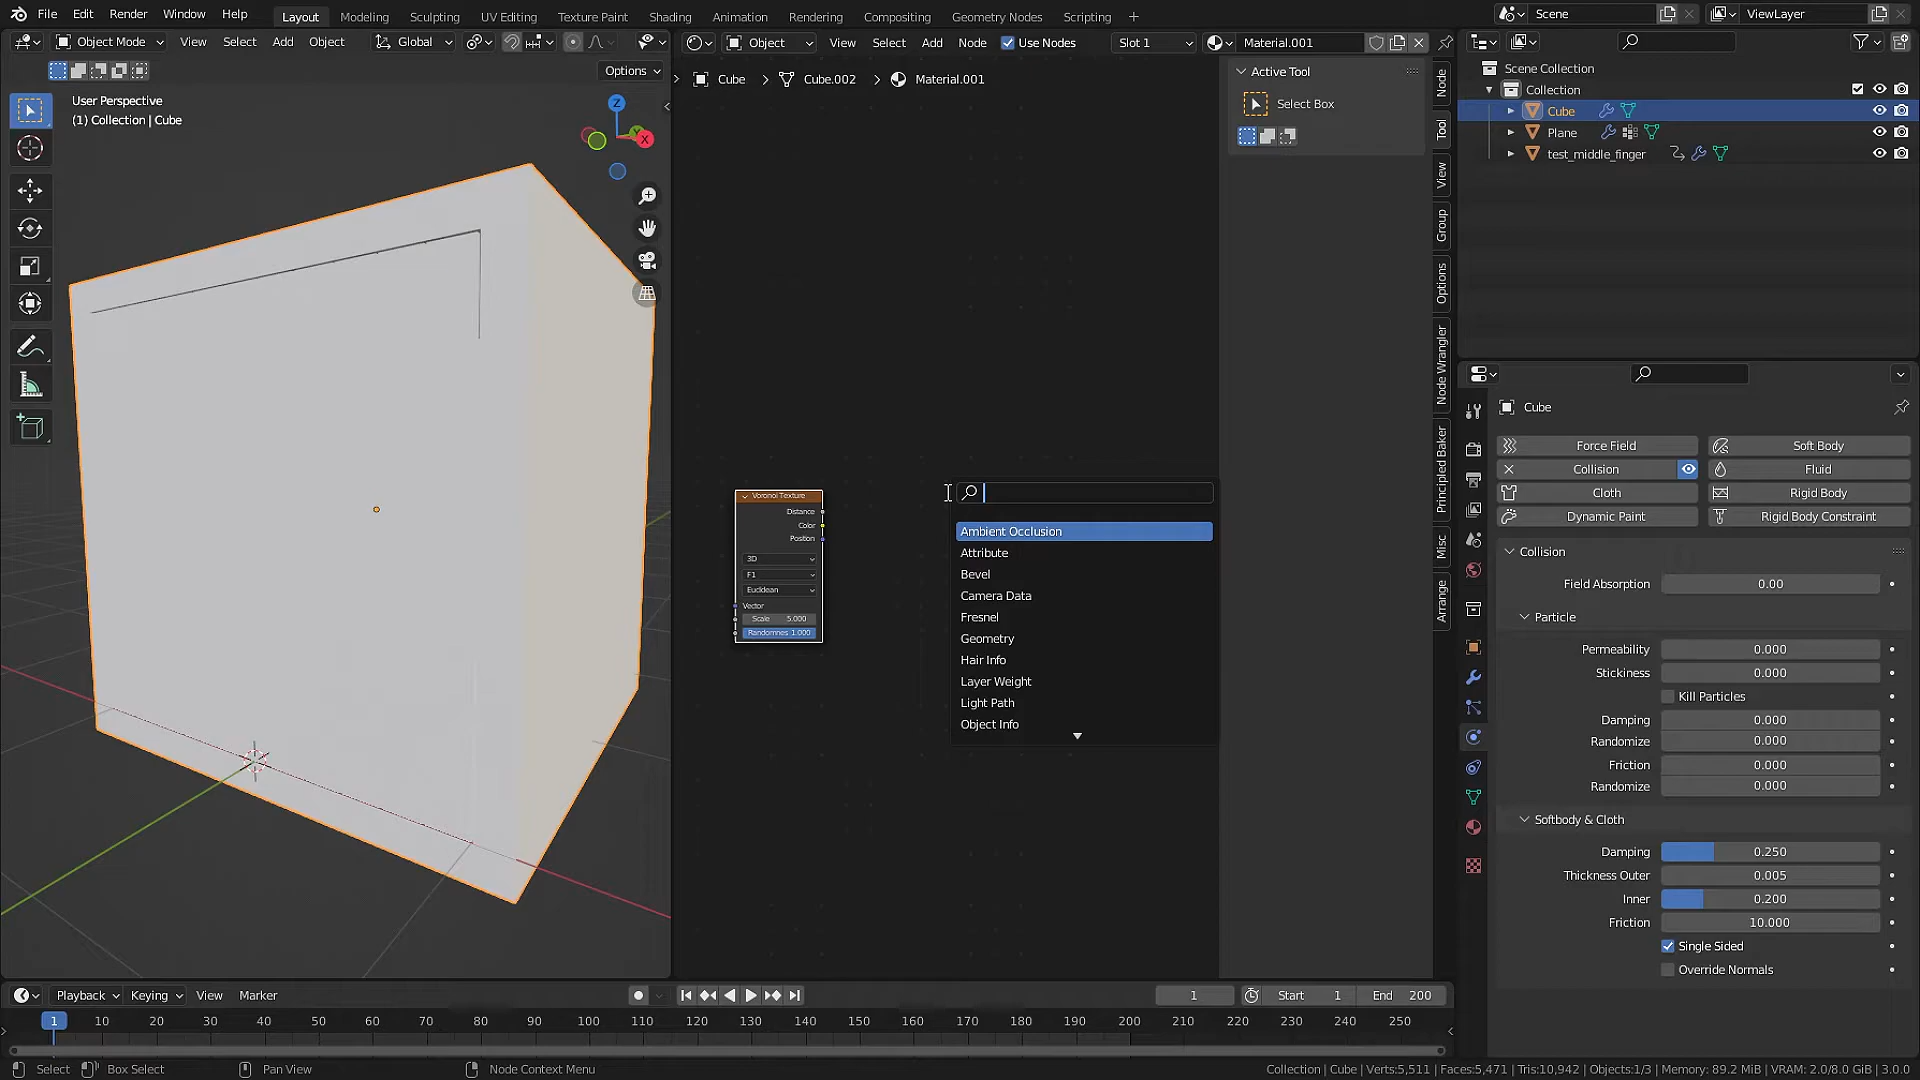 File Edit Render Window Help
Layout Modeling Sculpting UV Editing Texture Paint Shading Animation Rendering Compositing Geometry Nodes Scripting +
Scene
ViewLayer
Object Mode View Select Add Object Global
Options
Object View Select Add Node Use Nodes Slot 1 Material.001
Cube > Cube.002 > Material.001
User Perspective
(1) Collection | Cube
Z
Y
X
Active Tool
Select Box
Node
Tool
View
Group
Options
Node Wrangler
Principled Baker
Misc
Arrange
Voronoi Texture
Distance
Color
Position
3D
F1
Euclidean
Vector
Scale 5.000
Randomnes 1.000
Ambient Occlusion
Attribute
Bevel
Camera Data
Fresnel
Geometry
Hair Info
Layer Weight
Light Path
Object Info
Scene Collection
Collection
Cube
Plane
test_middle_finger
Cube
Force Field Soft Body
Collision Fluid
Cloth Rigid Body
Dynamic Paint Rigid Body Constraint
Collision
Field Absorption 0.00
Particle
Permeability 0.000
Stickiness 0.000
Kill Particles
Damping 0.000
Randomize 0.000
Friction 0.000
Randomize 0.000
Softbody & Cloth
Damping 0.250
Thickness Outer 0.005
Inner 0.200
Friction 10.000
Single Sided
Override Normals
Playback Keying View Marker
1 Start 1 End 200
1 10 20 30 40 50 60 70 80 90 100 110 120 130 140 150 160 170 180 190 200 210 220 230 240 250
Select Box Select Pan View Node Context Menu
Collection | Cube | Verts:5,511 | Faces:5,471 | Tris:10,942 | Objects:1/3 | Memory: 89.2 MiB | VRAM: 2.0/8.0 GiB | 3.0.0